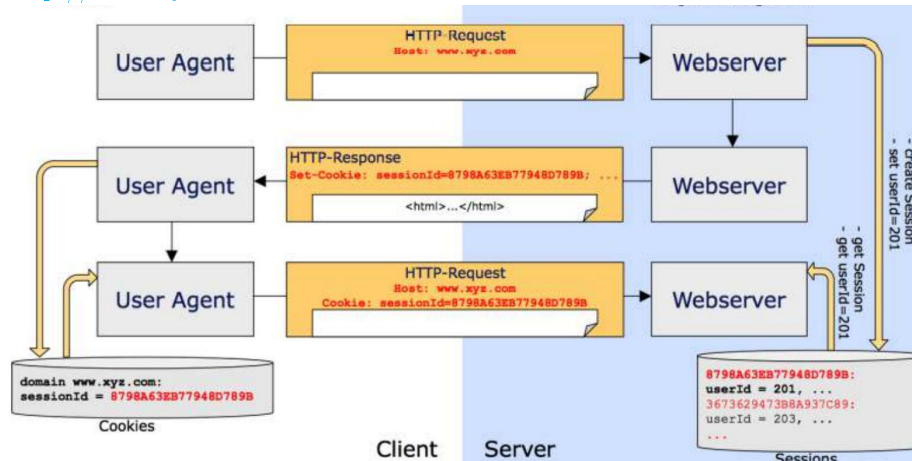 HTTP-Request
Host: www.xyz.com
User Agent
Webserver
- create Session
- set userId=201
HTTP-Response
Set-Cookie: sessionId=8798A63EB77948D789B; ...
<html>...</html>
User Agent
Webserver
- get Session
- get userId=201
HTTP-Request
Host: www.xyz.com
Cookie: sessionId=8798A63EB77948D789B
User Agent
Webserver
domain www.xyz.com:
sessionId = 8798A63EB77948D789B
Cookies
8798A63EB77948D789B:
userId = 201, ...
3673629473B8A937C89:
userId = 203, ...
...
Sessions
Client
Server